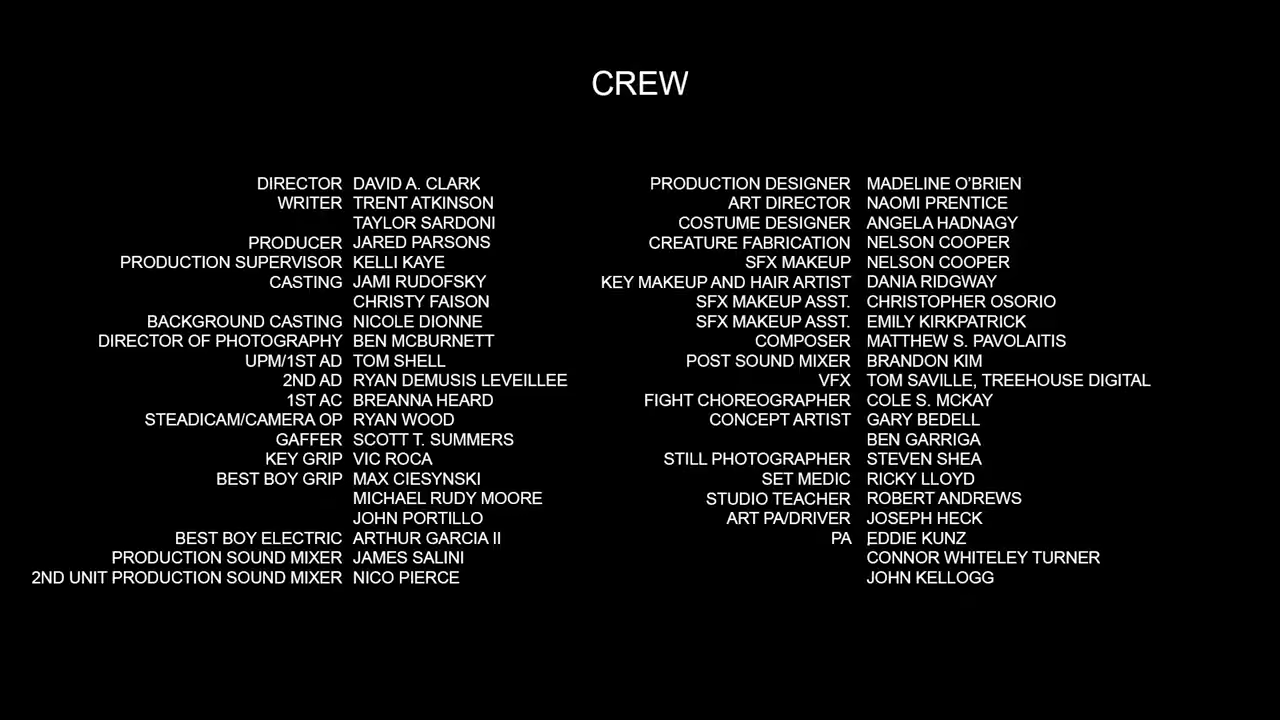 CREW
DIRECTOR DAVID A. CLARK
WRITER TRENT ATKINSON
TAYLOR SARDONI
PRODUCER JARED PARSONS
PRODUCTION SUPERVISOR KELLI KAYE
CASTING JAMI RUDOFSKY
CHRISTY FAISON
BACKGROUND CASTING NICOLE DIONNE
DIRECTOR OF PHOTOGRAPHY BEN MCBURNETT
UPM/1ST AD TOM SHELL
2ND AD RYAN DEMUSIS LEVEILLEE
1ST AC BREANNA HEARD
STEADICAM/CAMERA OP RYAN WOOD
GAFFER SCOTT T. SUMMERS
KEY GRIP VIC ROCA
BEST BOY GRIP MAX CIESYNSKI
MICHAEL RUDY MOORE
JOHN PORTILLO
BEST BOY ELECTRIC ARTHUR GARCIA II
PRODUCTION SOUND MIXER JAMES SALINI
2ND UNIT PRODUCTION SOUND MIXER NICO PIERCE
PRODUCTION DESIGNER MADELINE O’BRIEN
ART DIRECTOR NAOMI PRENTICE
COSTUME DESIGNER ANGELA HADNAGY
CREATURE FABRICATION NELSON COOPER
SFX MAKEUP NELSON COOPER
KEY MAKEUP AND HAIR ARTIST DANIA RIDGWAY
SFX MAKEUP ASST. CHRISTOPHER OSORIO
SFX MAKEUP ASST. EMILY KIRKPATRICK
COMPOSER MATTHEW S. PAVOLAITIS
POST SOUND MIXER BRANDON KIM
VFX TOM SAVILLE, TREEHOUSE DIGITAL
FIGHT CHOREOGRAPHER COLE S. MCKAY
CONCEPT ARTIST GARY BEDELL
BEN GARRIGA
STILL PHOTOGRAPHER STEVEN SHEA
SET MEDIC RICKY LLOYD
STUDIO TEACHER ROBERT ANDREWS
ART PA/DRIVER JOSEPH HECK
PA EDDIE KUNZ
CONNOR WHITELEY TURNER
JOHN KELLOGG